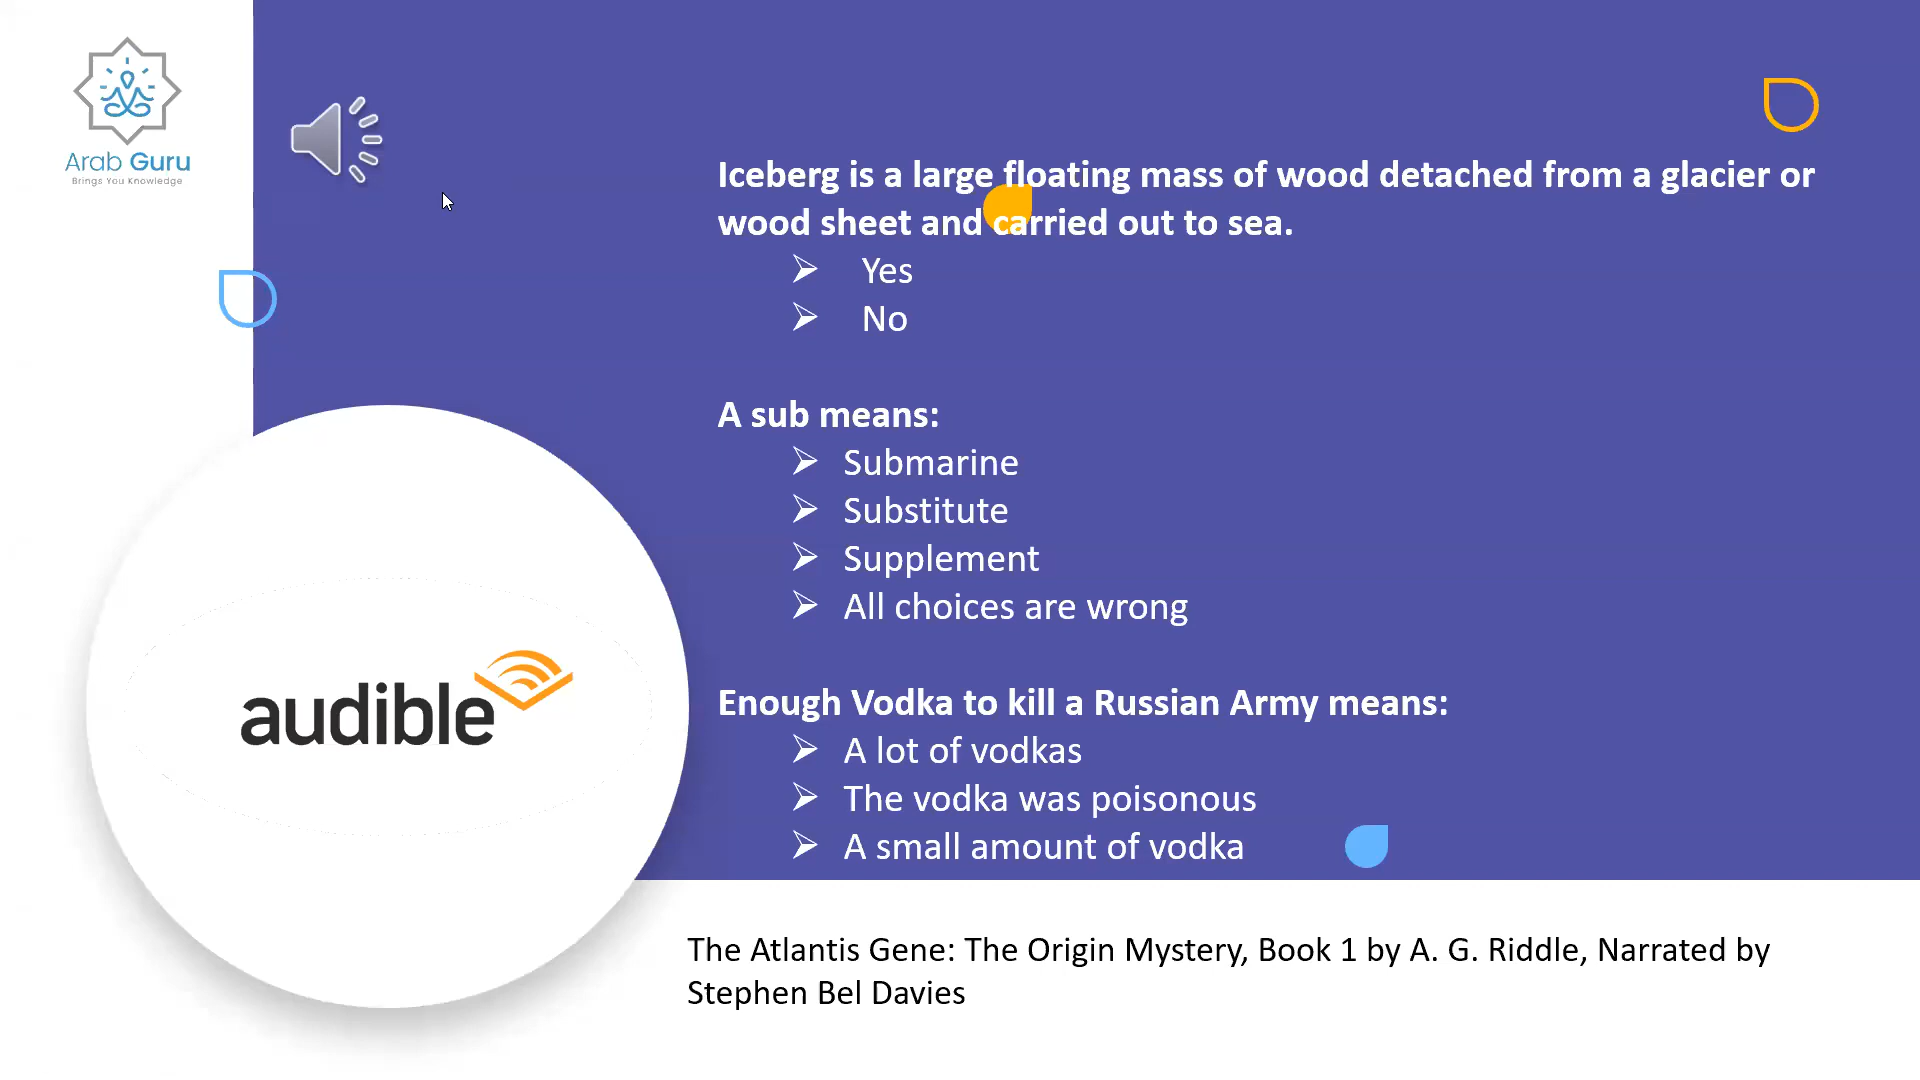 Arab Guru
Brings You Knowledge
Iceberg is a large floating mass of wood detached from a glacier or
wood sheet and carried out to sea.
Yes
No
A sub means:
Submarine
Substitute
Supplement
All choices are wrong
audible
Enough Vodka to kill a Russian Army means:
A lot of vodkas
The vodka was poisonous
A small amount of vodka
The Atlantis Gene: The Origin Mystery, Book 1 by A. G. Riddle, Narrated by
Stephen Bel Davies